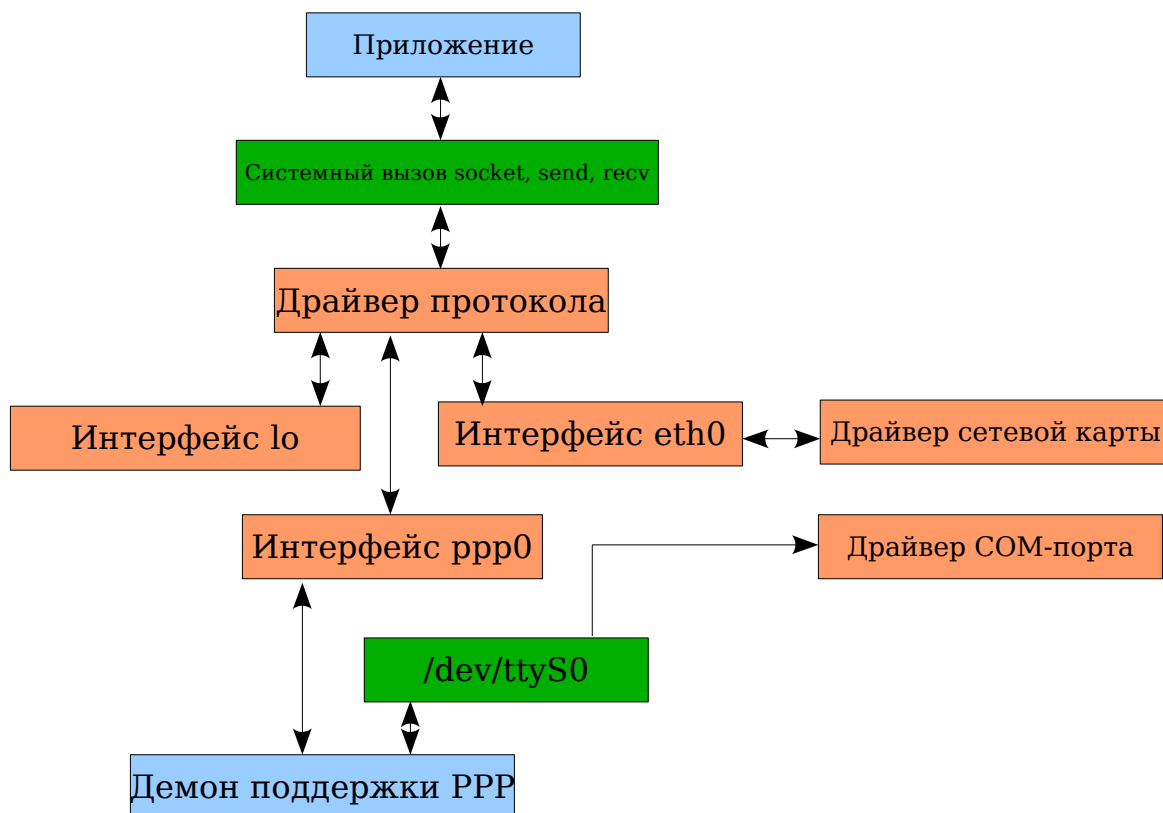 Приложение
Системный вызов socket, send, recv
Драйвер протокола
Интерфейс lo
Интерфейс eth0
Драйвер сетевой карты
Интерфейс ppp0
Драйвер COM-порта
/dev/ttyS0
Демон поддержки PPP